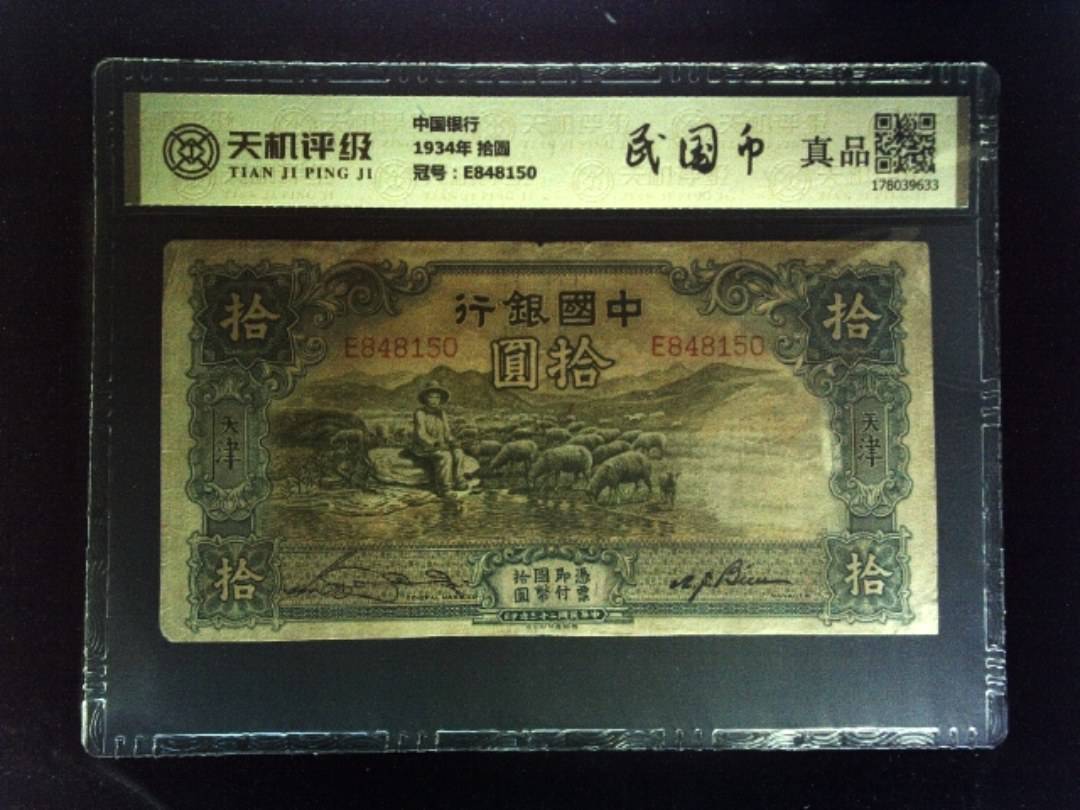 天机评级
TIAN JI PING JI
中国银行
1934年 拾圆
冠号：E848150
民国币
真品
178039633
拾
中國銀行
拾
E848150
拾圓
E848150
天津
天津
拾
憑票即付國幣拾圓
拾